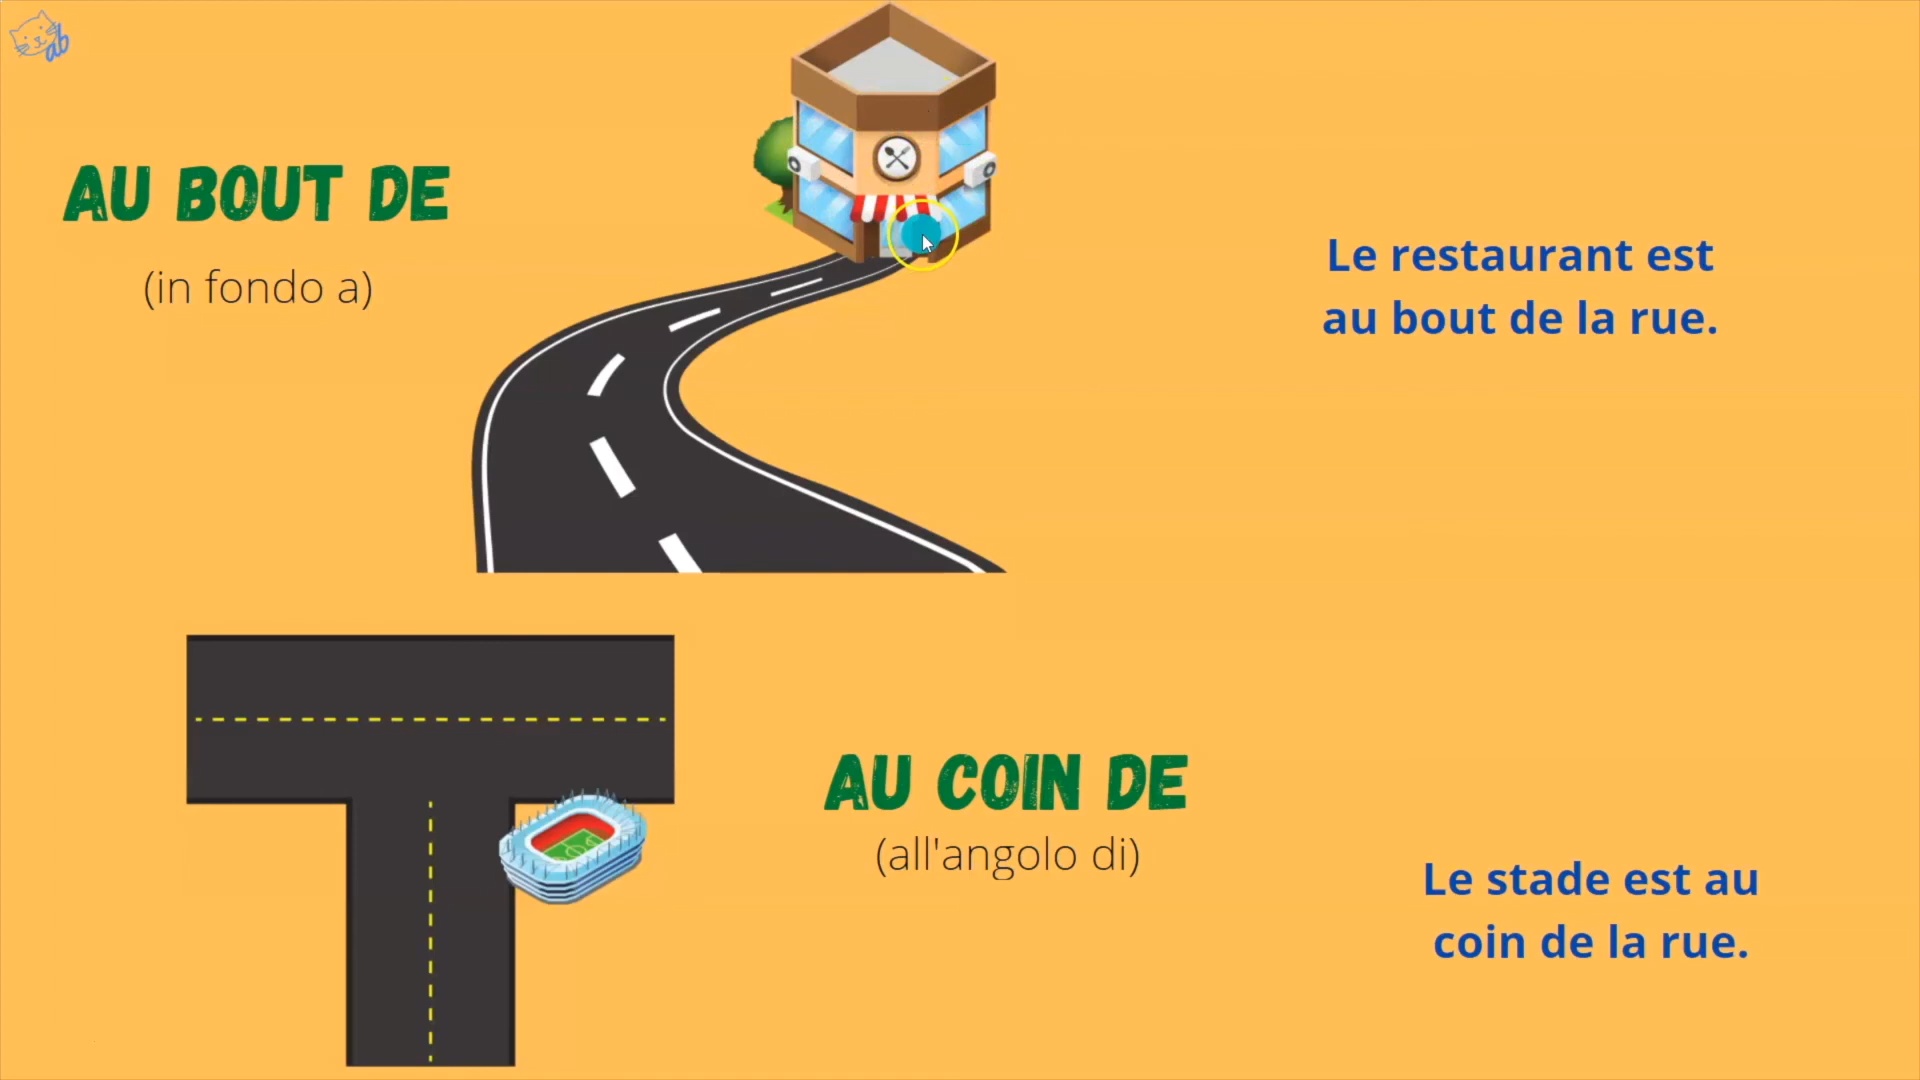 ab
AU BOUT DE
(in fondo a)
Le restaurant est
au bout de la rue.
AU COIN DE
(all'angolo di)
Le stade est au
coin de la rue.